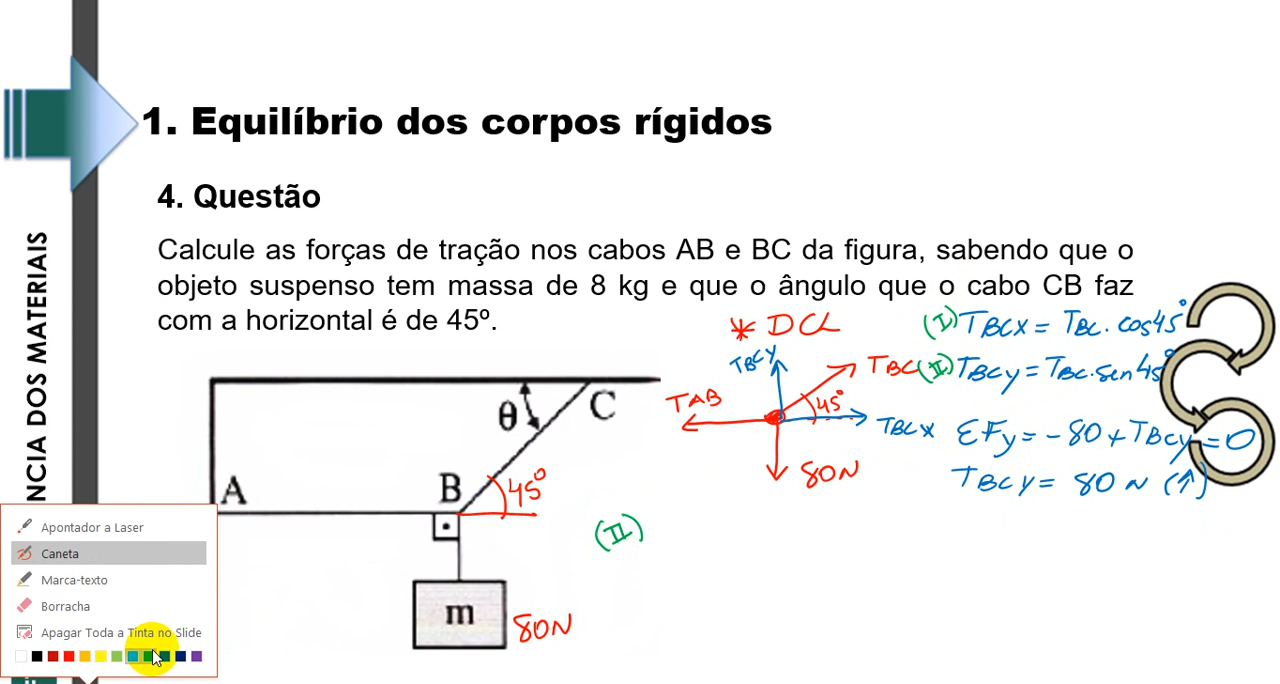 1. Equilíbrio dos corpos rígidos
4. Questão
Calcule as forças de tração nos cabos AB e BC da figura, sabendo que o
objeto suspenso tem massa de 8 kg e que o ângulo que o cabo CB faz
com a horizontal é de 45º.
* DCL
(I) TBCX = TBC. cos45°
TBCY
TBC
(II) TBCy = TBC.sen 45°
TAB
45°
TBCX
ΣFy = -80 + TBCy = 0
80N
TBCY = 80 N (↑)
θ
C
A
B
45°
(II)
m
80N
NCIA DOS MATERIAIS
Apontador a Laser
Caneta
Marca-texto
Borracha
Apagar Toda a Tinta no Slide